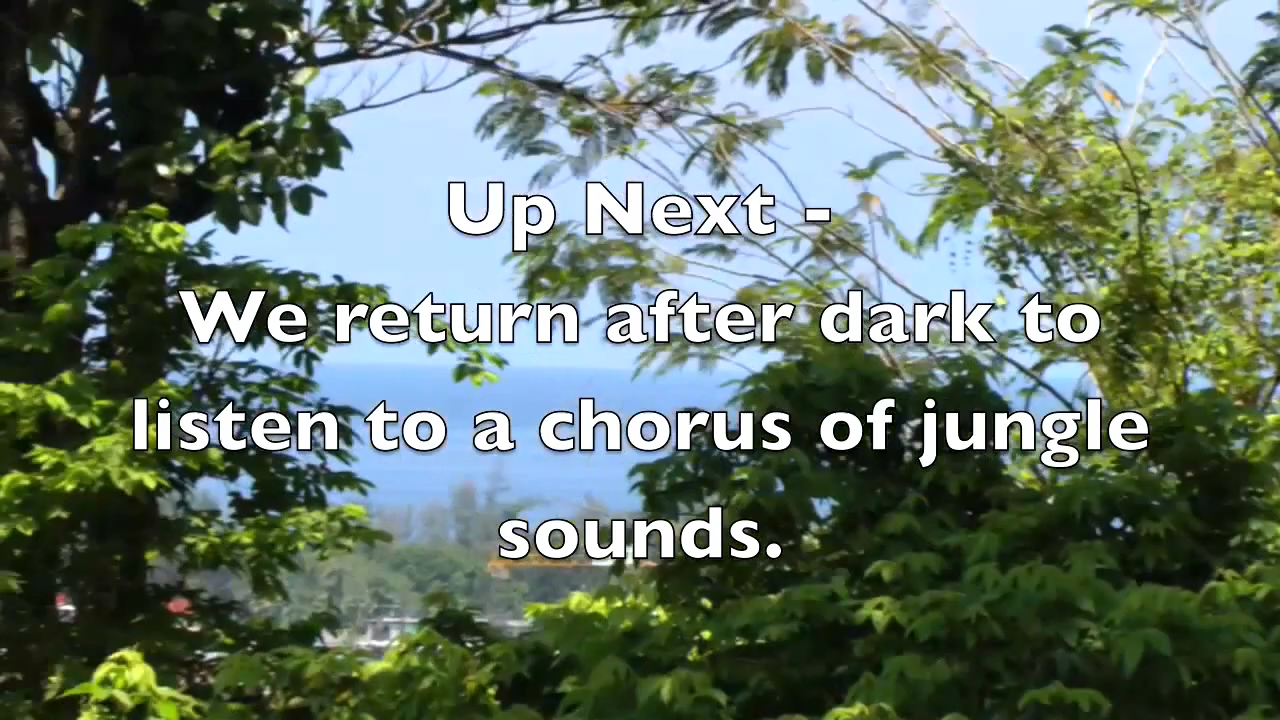 Up Next -
We return after dark to
listen to a chorus of jungle
sounds.